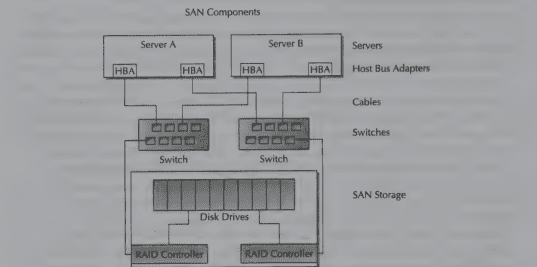 SAN Components
Server A
Server B
Servers
HBA
HBA
HBA
HBA
Host Bus Adapters
Cables
Switches
Switch
Switch
SAN Storage
Disk Drives
RAID Controller
RAID Controller